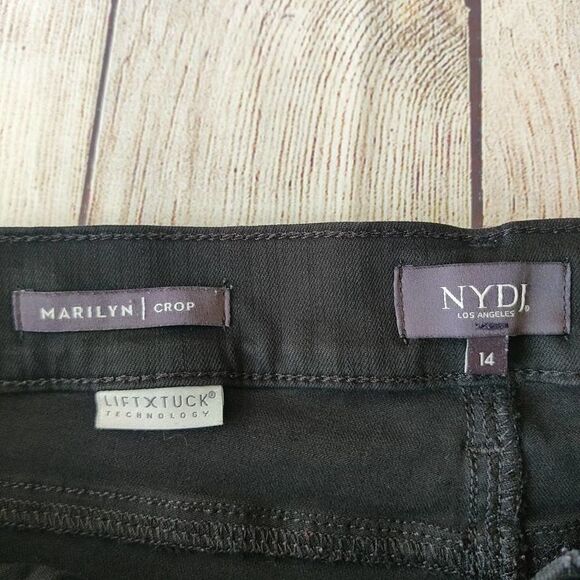 MARILYN | CROP
NYDJ®
LOS ANGELES
14
LIFTXTUCK®
TECHNOLOGY